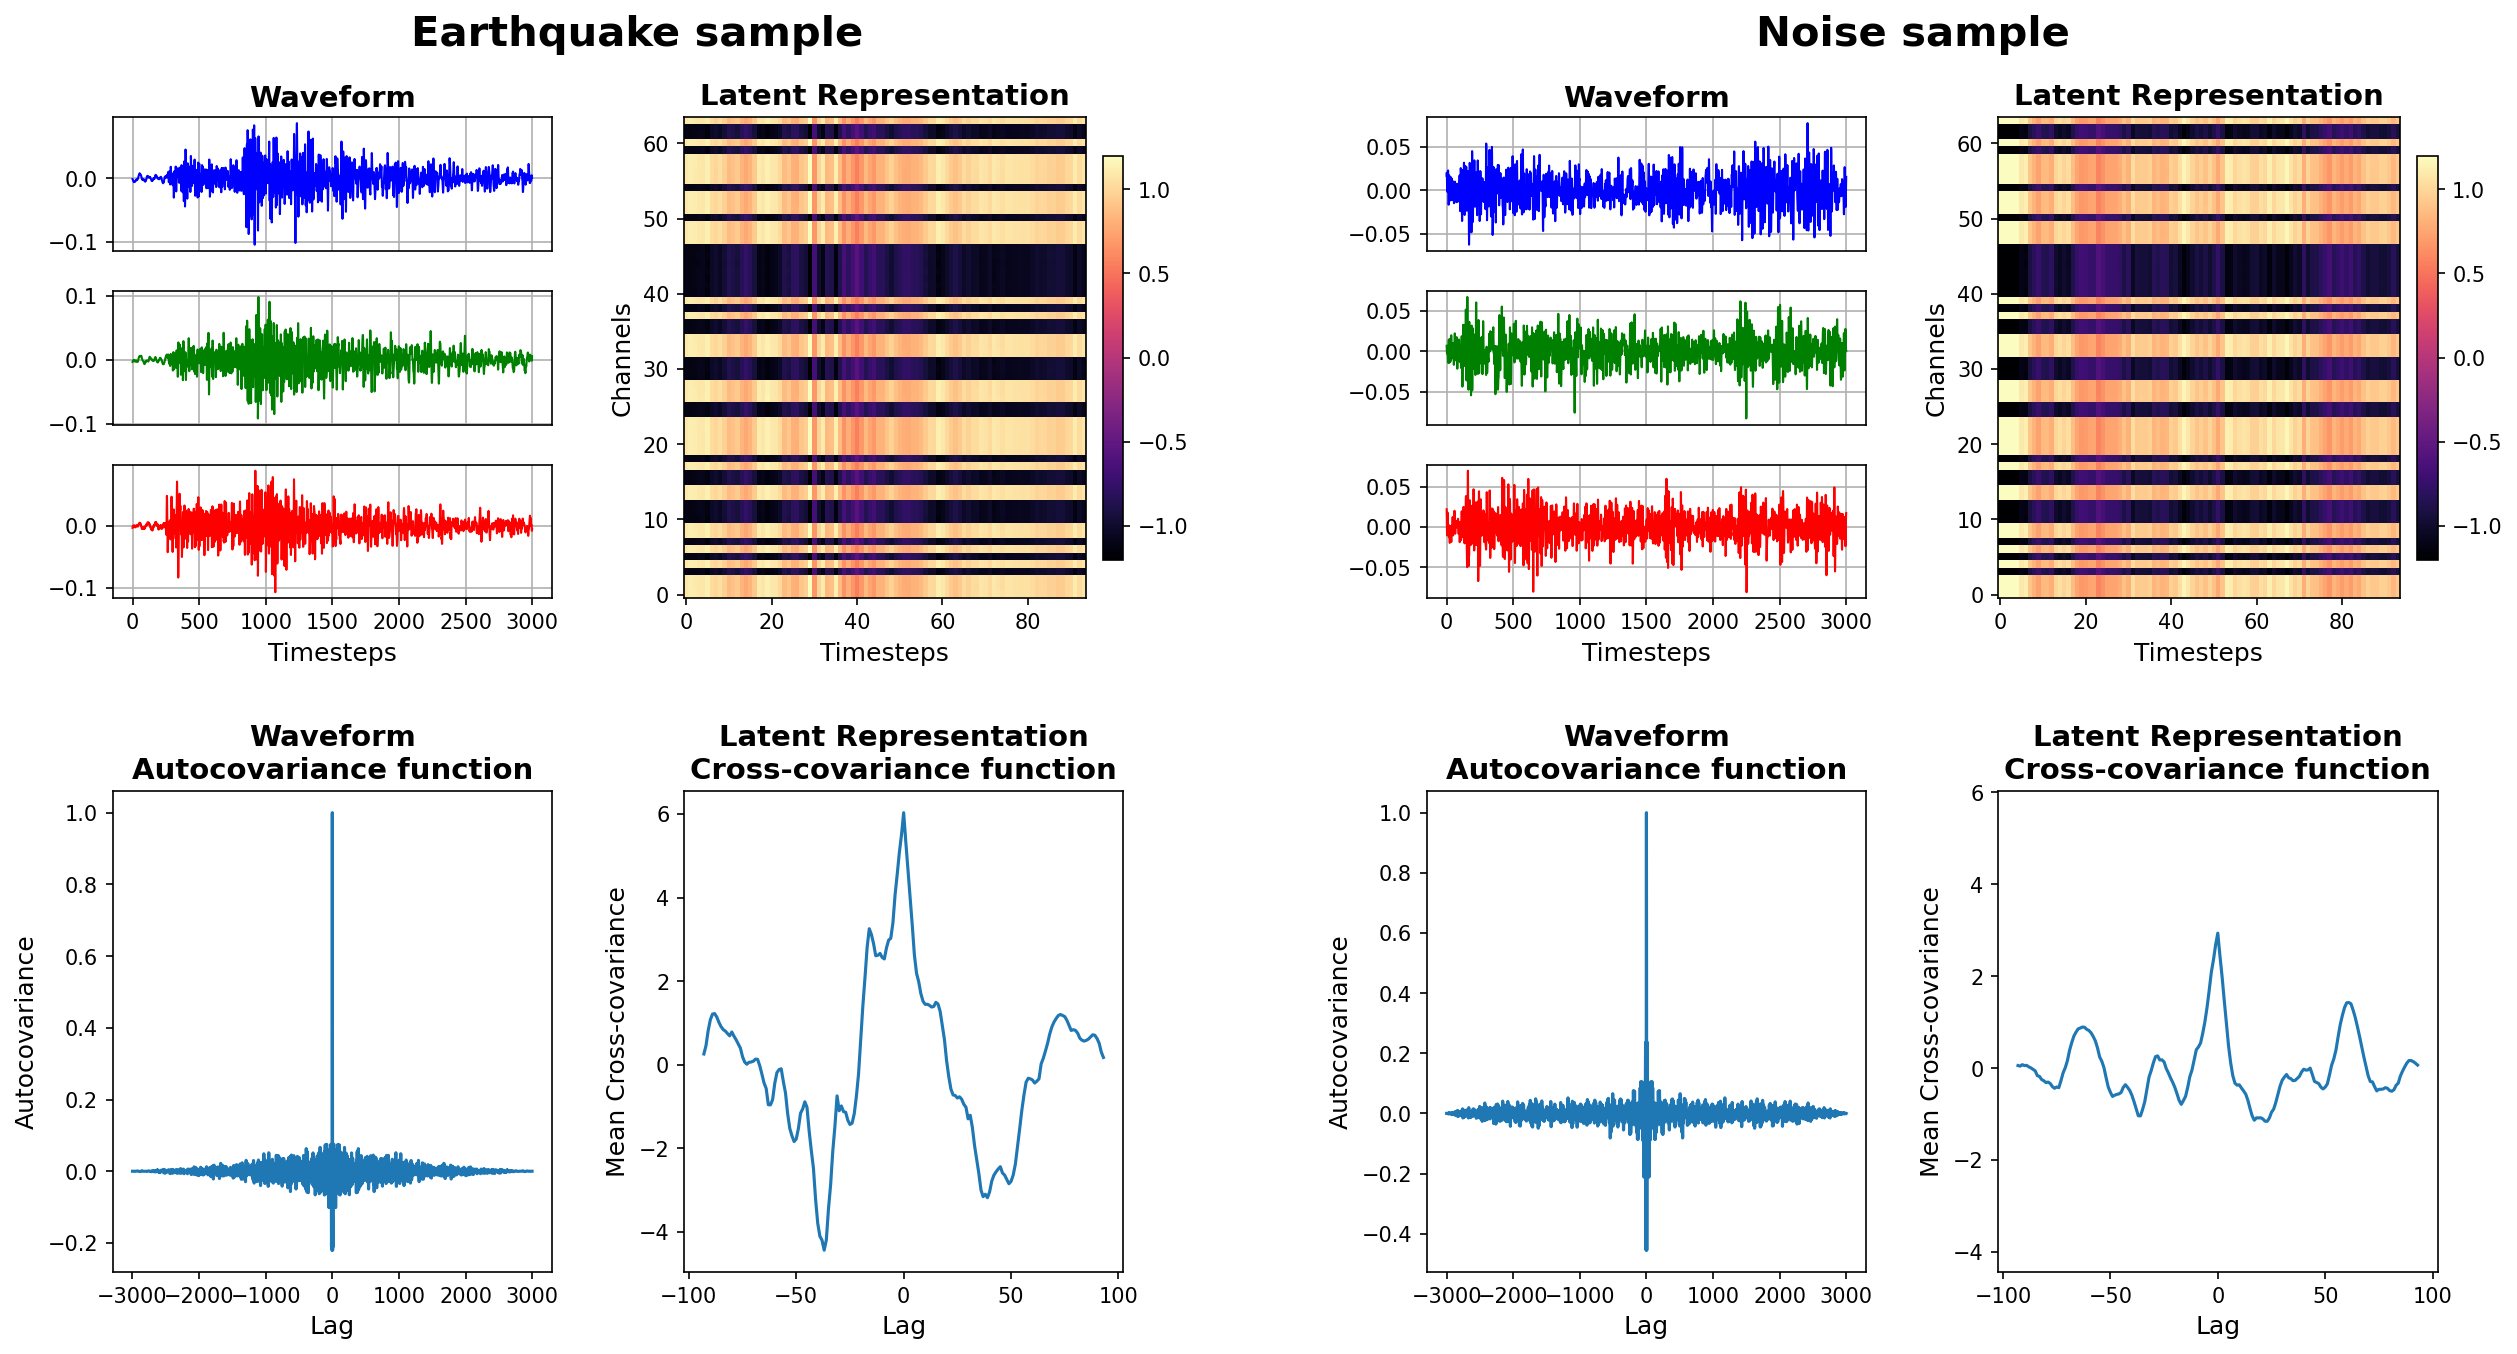 Earthquake sample
Noise sample
Waveform
Latent Representation
Waveform
Latent Representation
0.0
−0.1
0.1
0.0
−0.1
0.0
−0.1
0 500 1000 1500 2000 2500 3000
Timesteps
Channels
60
50
40
30
20
10
0
0 20 40 60 80
Timesteps
1.0
0.5
0.0
−0.5
−1.0
0.05
0.00
−0.05
0.05
0.00
−0.05
0.05
0.00
−0.05
0 500 1000 1500 2000 2500 3000
Timesteps
Channels
60
50
40
30
20
10
0
0 20 40 60 80
Timesteps
1.0
0.5
0.0
−0.5
−1.0
Waveform
Autocovariance function
Autocovariance
1.0
0.8
0.6
0.4
0.2
0.0
−0.2
−3000 −2000 −1000 0 1000 2000 3000
Lag
Latent Representation
Cross-covariance function
Mean Cross-covariance
6
4
2
0
−2
−4
−100 −50 0 50 100
Lag
Waveform
Autocovariance function
Autocovariance
1.0
0.8
0.6
0.4
0.2
0.0
−0.2
−0.4
−3000 −2000 −1000 0 1000 2000 3000
Lag
Latent Representation
Cross-covariance function
Mean Cross-covariance
6
4
2
0
−2
−4
−100 −50 0 50 100
Lag